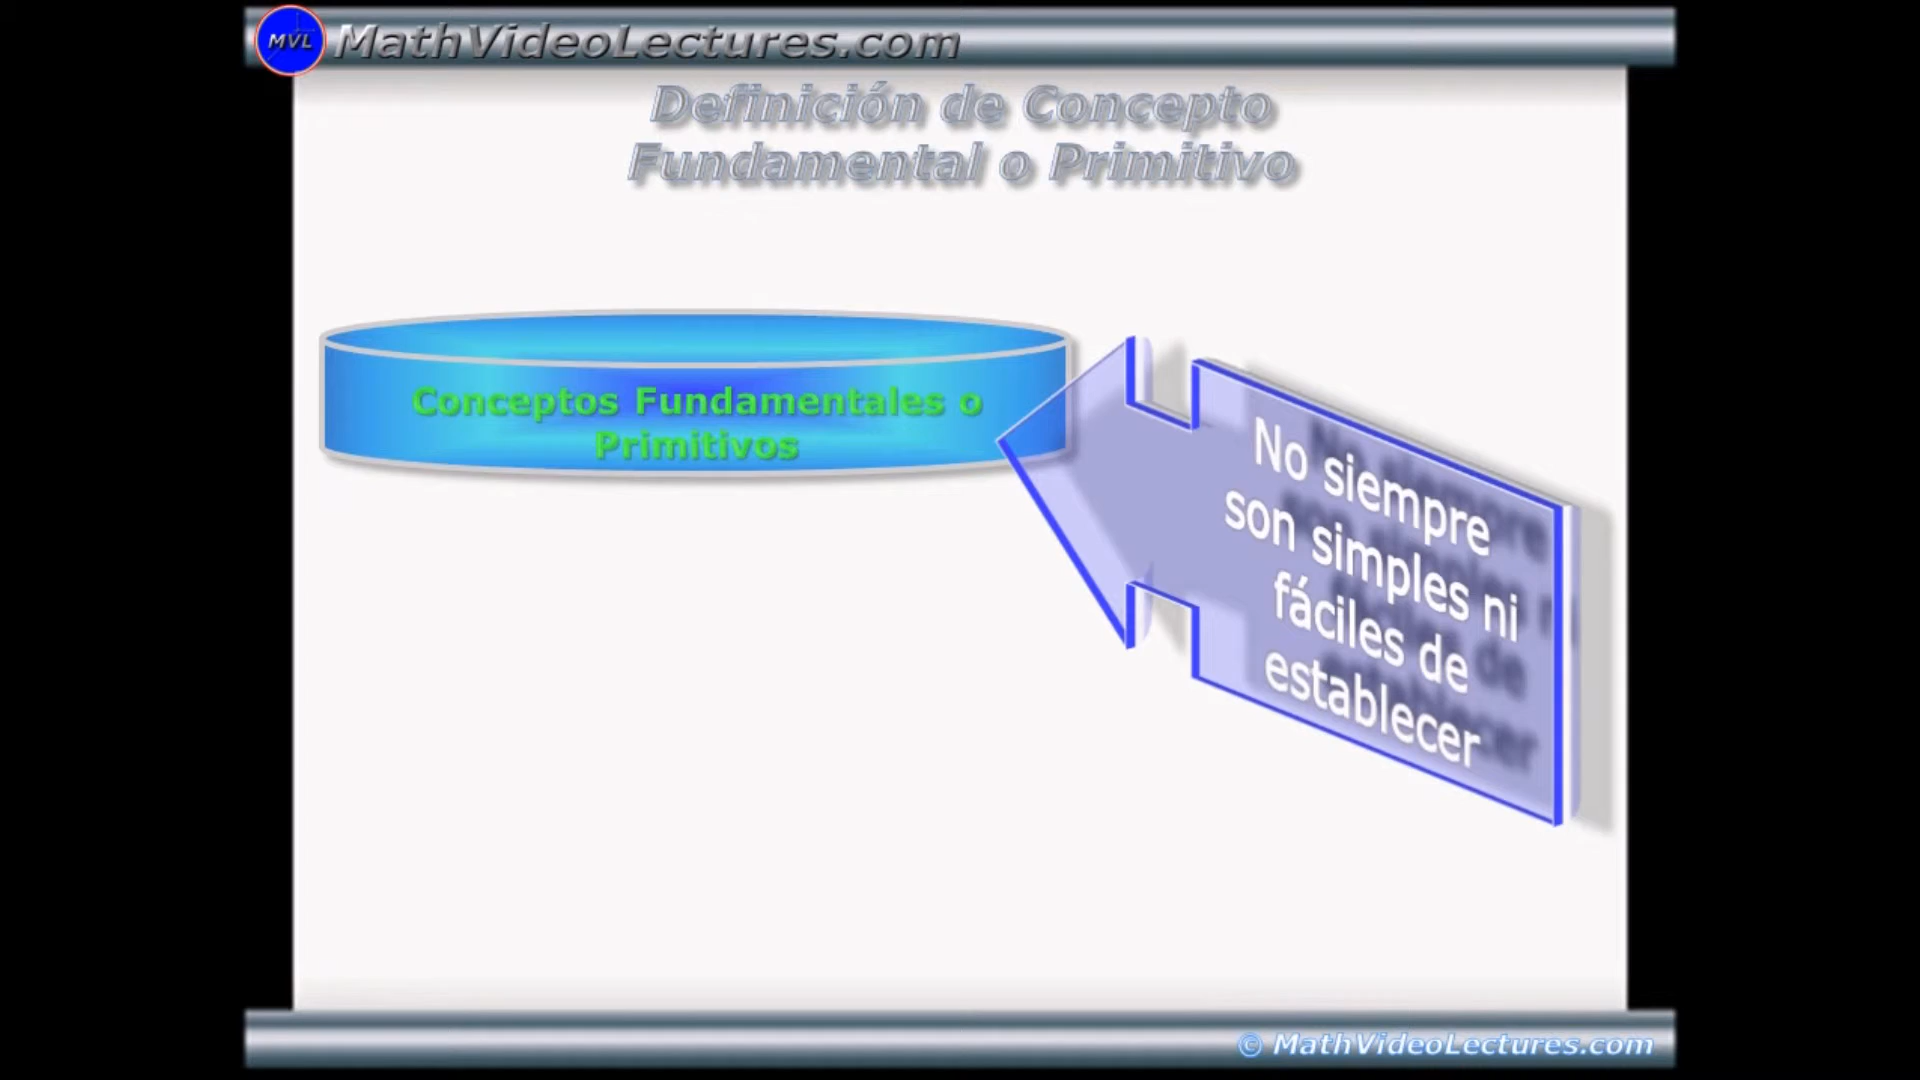 MVL MathVideoLectures.com
Definición de Concepto
Fundamental o Primitivo
Conceptos Fundamentales o
Primitivos
No siempre
son simples ni
fáciles de
establecer
© MathVideoLectures.com